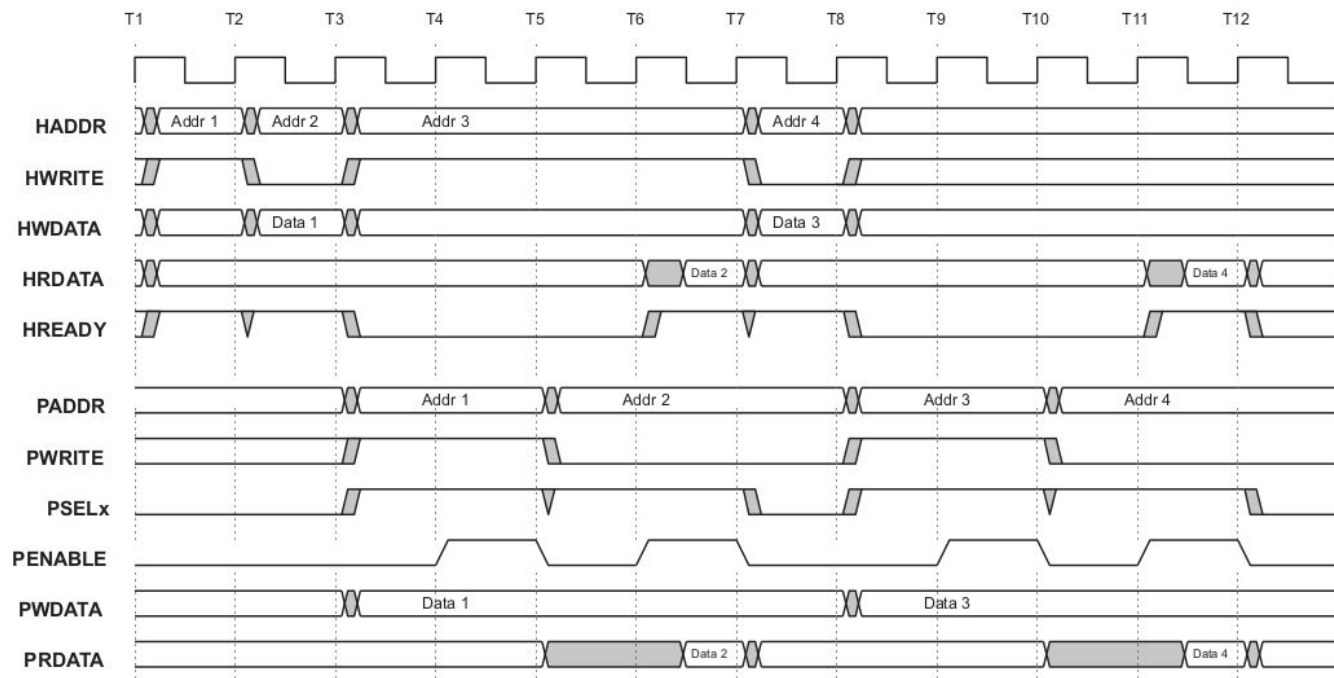 T1 T2 T3 T4 T5 T6 T7 T8 T9 T10 T11 T12
HADDR Addr 1 Addr 2 Addr 3 Addr 4
HWRITE
HWDATA Data 1 Data 3
HRDATA Data 2 Data 4
HREADY
PADDR Addr 1 Addr 2 Addr 3 Addr 4
PWRITE
PSELx
PENABLE
PWDATA Data 1 Data 3
PRDATA Data 2 Data 4